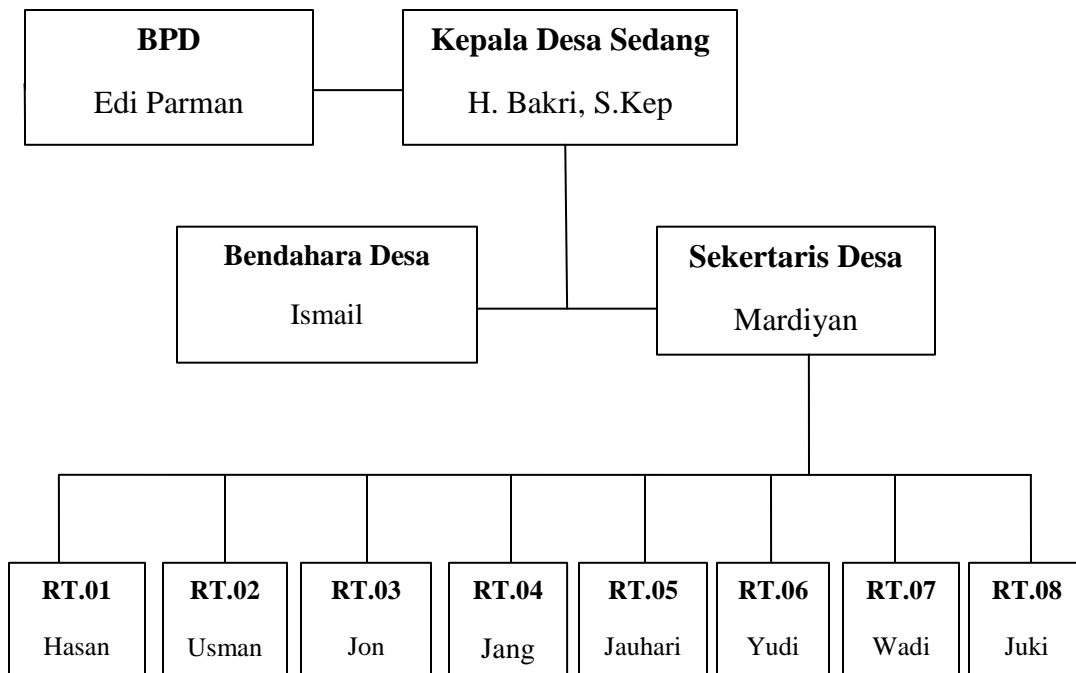 BPD
Edi Parman
Kepala Desa Sedang
H. Bakri, S.Kep
Bendahara Desa
Ismail
Sekertaris Desa
Mardiyan
RT.01
Hasan
RT.02
Usman
RT.03
Jon
RT.04
Jang
RT.05
Jauhari
RT.06
Yudi
RT.07
Wadi
RT.08
Juki